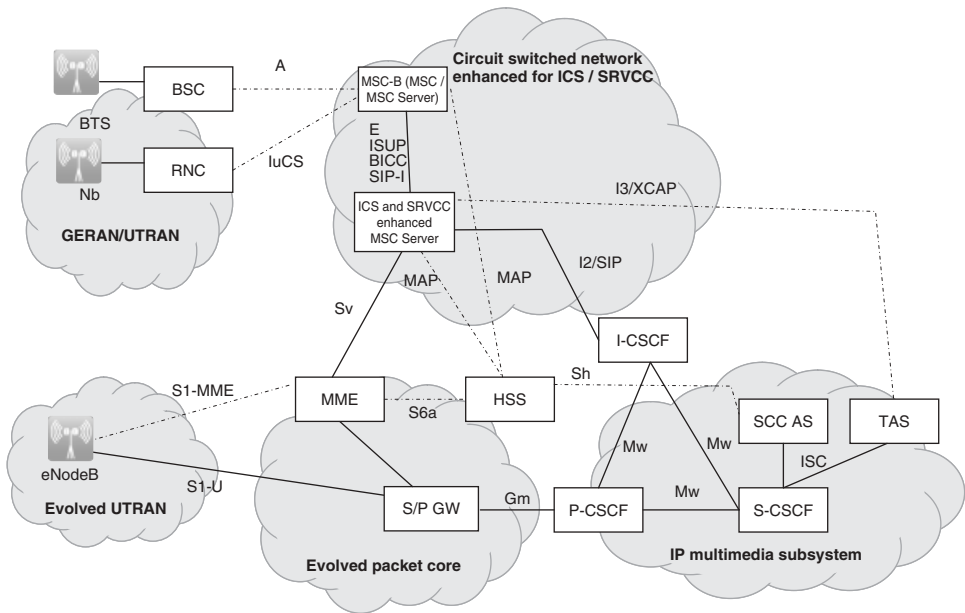 Circuit switched network
enhanced for ICS / SRVCC
A
MSC-B (MSC /
MSC Server)
BSC
BTS
E
ISUP
BICC
SIP-I
IuCS
RNC
Nb
I3/XCAP
ICS and SRVCC
enhanced
MSC Server
GERAN/UTRAN
MAP
MAP
I2/SIP
Sv
I-CSCF
Sh
S1-MME
MME
S6a
HSS
SCC AS
TAS
eNodeB
Mw
Mw
ISC
S1-U
Evolved UTRAN
S/P GW
Gm
P-CSCF
Mw
S-CSCF
Evolved packet core
IP multimedia subsystem